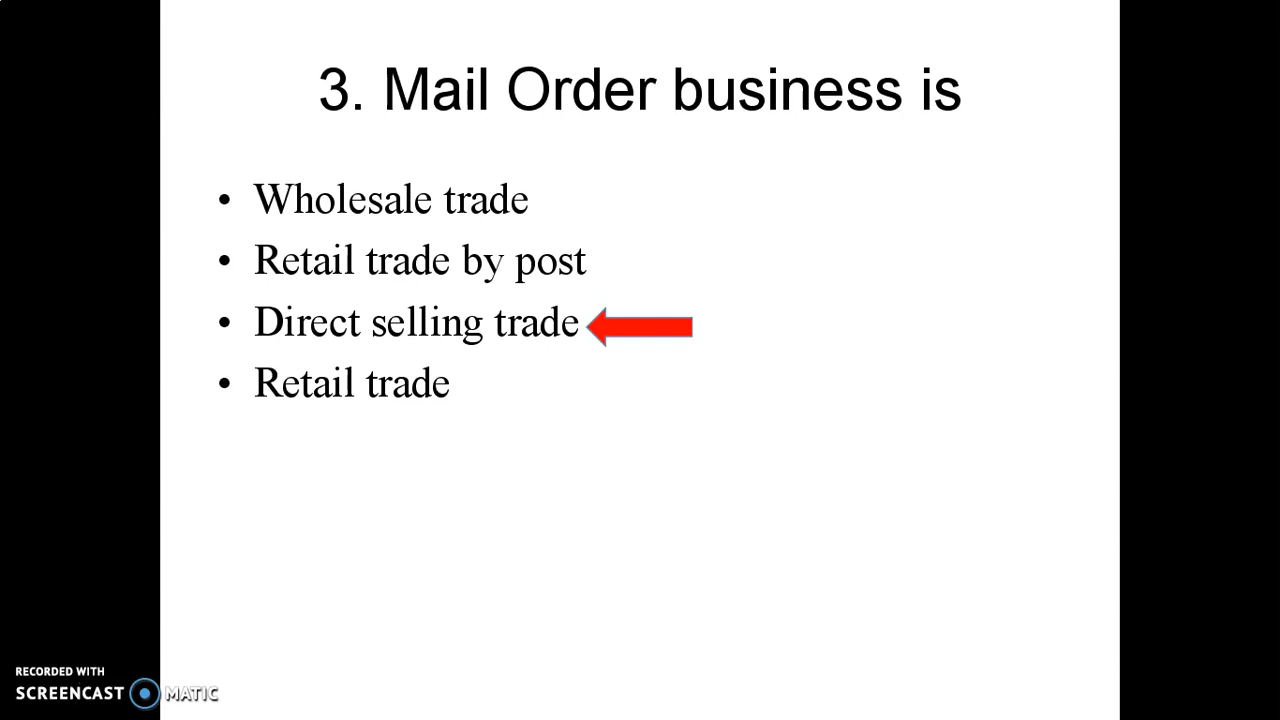 3. Mail Order business is
• Wholesale trade
• Retail trade by post
• Direct selling trade
• Retail trade
RECORDED WITH
SCREENCAST MATIC